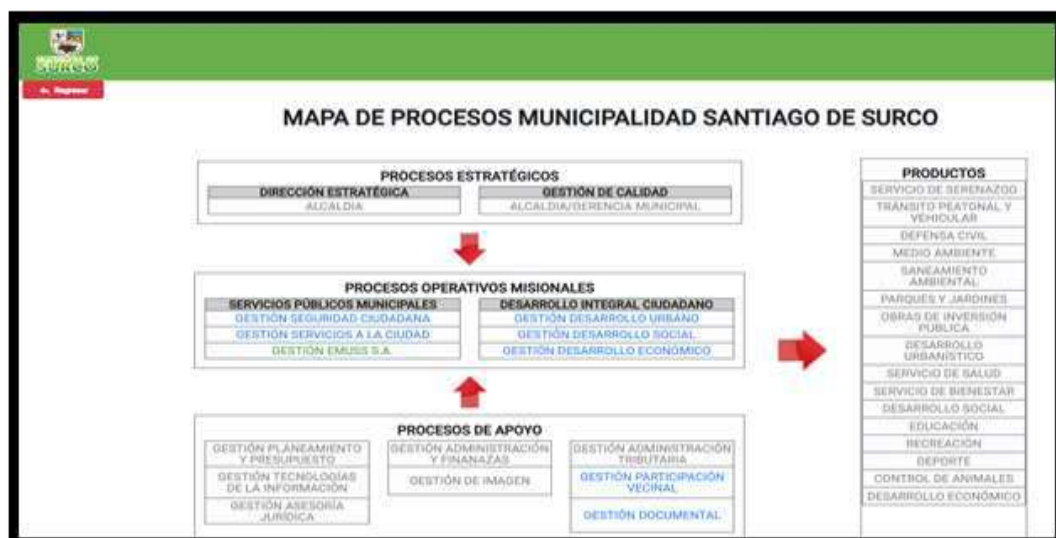 SURCO
Regresar
MAPA DE PROCESOS MUNICIPALIDAD SANTIAGO DE SURCO
PROCESOS ESTRATÉGICOS
DIRECCIÓN ESTRATÉGICA
ALCALDIA
GESTIÓN DE CALIDAD
ALCALDIA/GERENCIA MUNICIPAL
PROCESOS OPERATIVOS MISIONALES
SERVICIOS PÚBLICOS MUNICIPALES
GESTIÓN SEGURIDAD CIUDADANA
GESTIÓN SERVICIOS A LA CIUDAD
GESTIÓN EMUSS S.A.
DESARROLLO INTEGRAL CIUDADANO
GESTIÓN DESARROLLO URBANO
GESTIÓN DESARROLLO SOCIAL
GESTIÓN DESARROLLO ECONÓMICO
PROCESOS DE APOYO
GESTIÓN PLANEAMIENTO
Y PRESUPUESTO
GESTIÓN TECNOLOGÍAS
DE LA INFORMACIÓN
GESTIÓN ASESORÍA
JURÍDICA
GESTIÓN ADMINISTRACIÓN
Y FINANAZAS
GESTIÓN DE IMAGEN
GESTIÓN ADMINISTRACIÓN
TRIBUTARIA
GESTIÓN PARTICIPACIÓN
VECINAL
GESTIÓN DOCUMENTAL
PRODUCTOS
SERVICIO DE SERENAZGO
TRÁNSITO PEATONAL Y
VEHICULAR
DEFENSA CIVIL
MEDIO AMBIENTE
SANEAMIENTO
AMBIENTAL
PARQUES Y JARDINES
OBRAS DE INVERSIÓN
PÚBLICA
DESARROLLO
URBANÍSTICO
SERVICIO DE SALUD
SERVICIO DE BIENESTAR
DESARROLLO SOCIAL
EDUCACIÓN
RECREACIÓN
DEPORTE
CONTROL DE ANIMALES
DESARROLLO ECONÓMICO